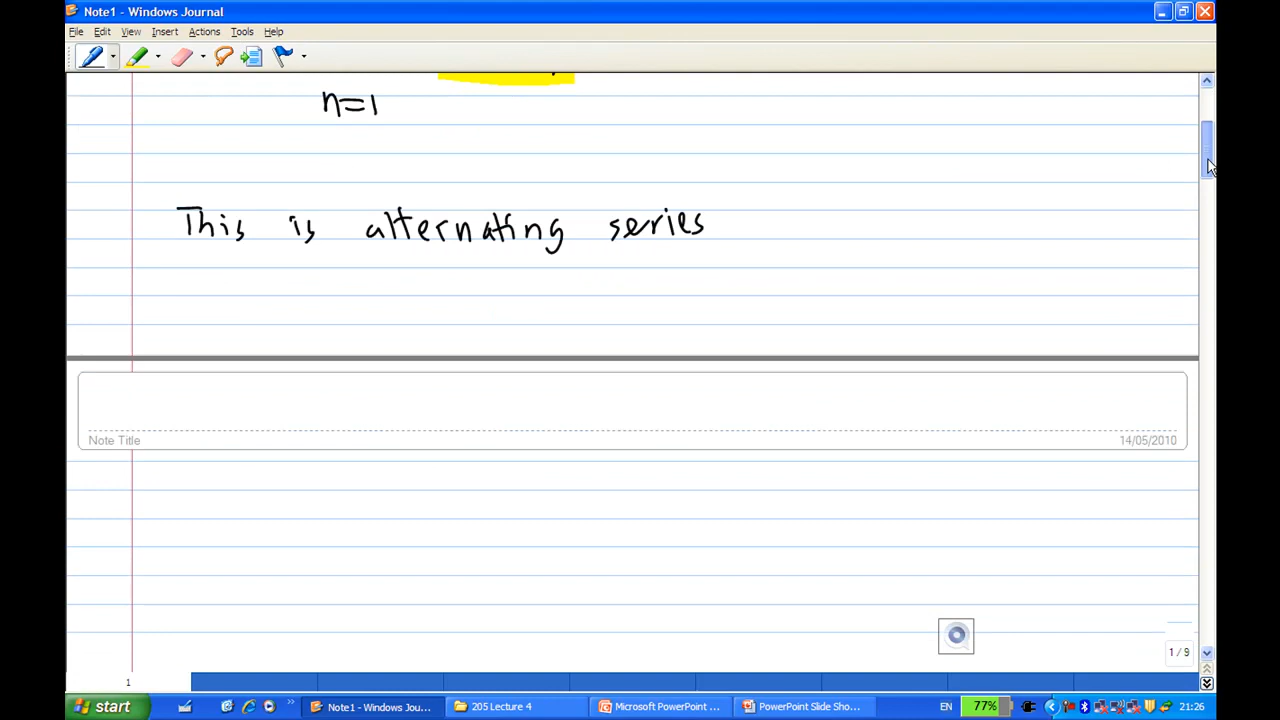 Note1 - Windows Journal
File Edit View Insert Actions Tools Help
n=1
This is alternating series
Note Title
14/05/2010
1 / 9
1
start
Note1 - Windows Jou...
205 Lecture 4
Microsoft PowerPoint ...
PowerPoint Slide Sho...
EN
77%
21:26